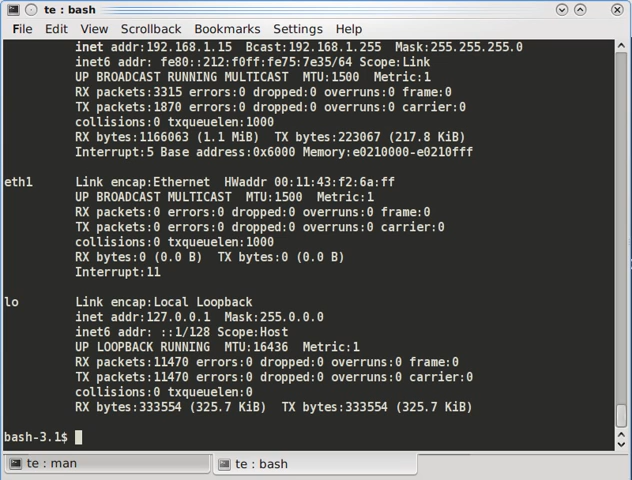 te : bash
File Edit View Scrollback Bookmarks Settings Help
inet addr:192.168.1.15 Bcast:192.168.1.255 Mask:255.255.255.0
inet6 addr: fe80::212:f0ff:fe75:7e35/64 Scope:Link
UP BROADCAST RUNNING MULTICAST MTU:1500 Metric:1
RX packets:3315 errors:0 dropped:0 overruns:0 frame:0
TX packets:1870 errors:0 dropped:0 overruns:0 carrier:0
collisions:0 txqueuelen:1000
RX bytes:1166063 (1.1 MiB) TX bytes:223067 (217.8 KiB)
Interrupt:5 Base address:0x6000 Memory:e0210000-e0210fff
eth1 Link encap:Ethernet HWaddr 00:11:43:f2:6a:ff
UP BROADCAST MULTICAST MTU:1500 Metric:1
RX packets:0 errors:0 dropped:0 overruns:0 frame:0
TX packets:0 errors:0 dropped:0 overruns:0 carrier:0
collisions:0 txqueuelen:1000
RX bytes:0 (0.0 B) TX bytes:0 (0.0 B)
Interrupt:11
lo Link encap:Local Loopback
inet addr:127.0.0.1 Mask:255.0.0.0
inet6 addr: ::1/128 Scope:Host
UP LOOPBACK RUNNING MTU:16436 Metric:1
RX packets:11470 errors:0 dropped:0 overruns:0 frame:0
TX packets:11470 errors:0 dropped:0 overruns:0 carrier:0
collisions:0 txqueuelen:0
RX bytes:333554 (325.7 KiB) TX bytes:333554 (325.7 KiB)
bash-3.1$
te : man
te : bash